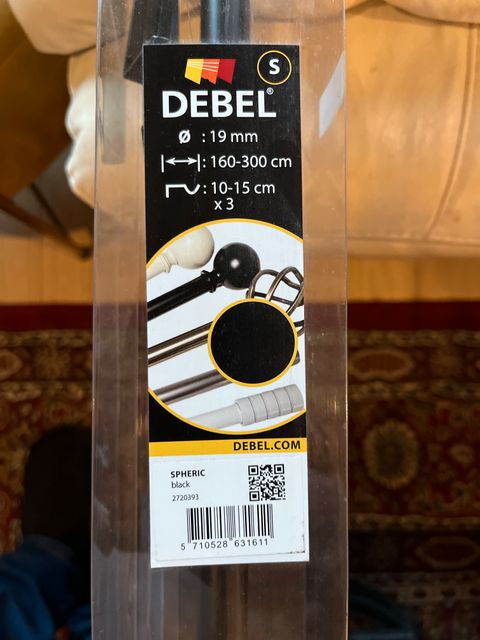 S
DEBEL®
Ø : 19 mm
: 160-300 cm
: 10-15 cm
x 3
DEBEL.COM
SPHERIC
black
2720393
5 710528 631611